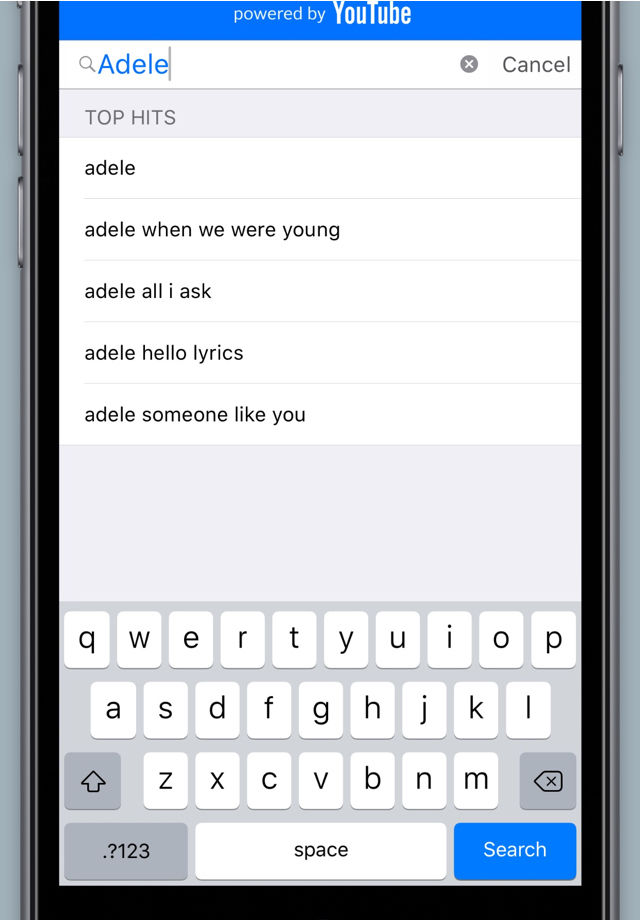 powered by YouTube
Adele Cancel
TOP HITS
adele
adele when we were young
adele all i ask
adele hello lyrics
adele someone like you
q w e r t y u i o p
a s d f g h j k l
z x c v b n m
.?123 space Search